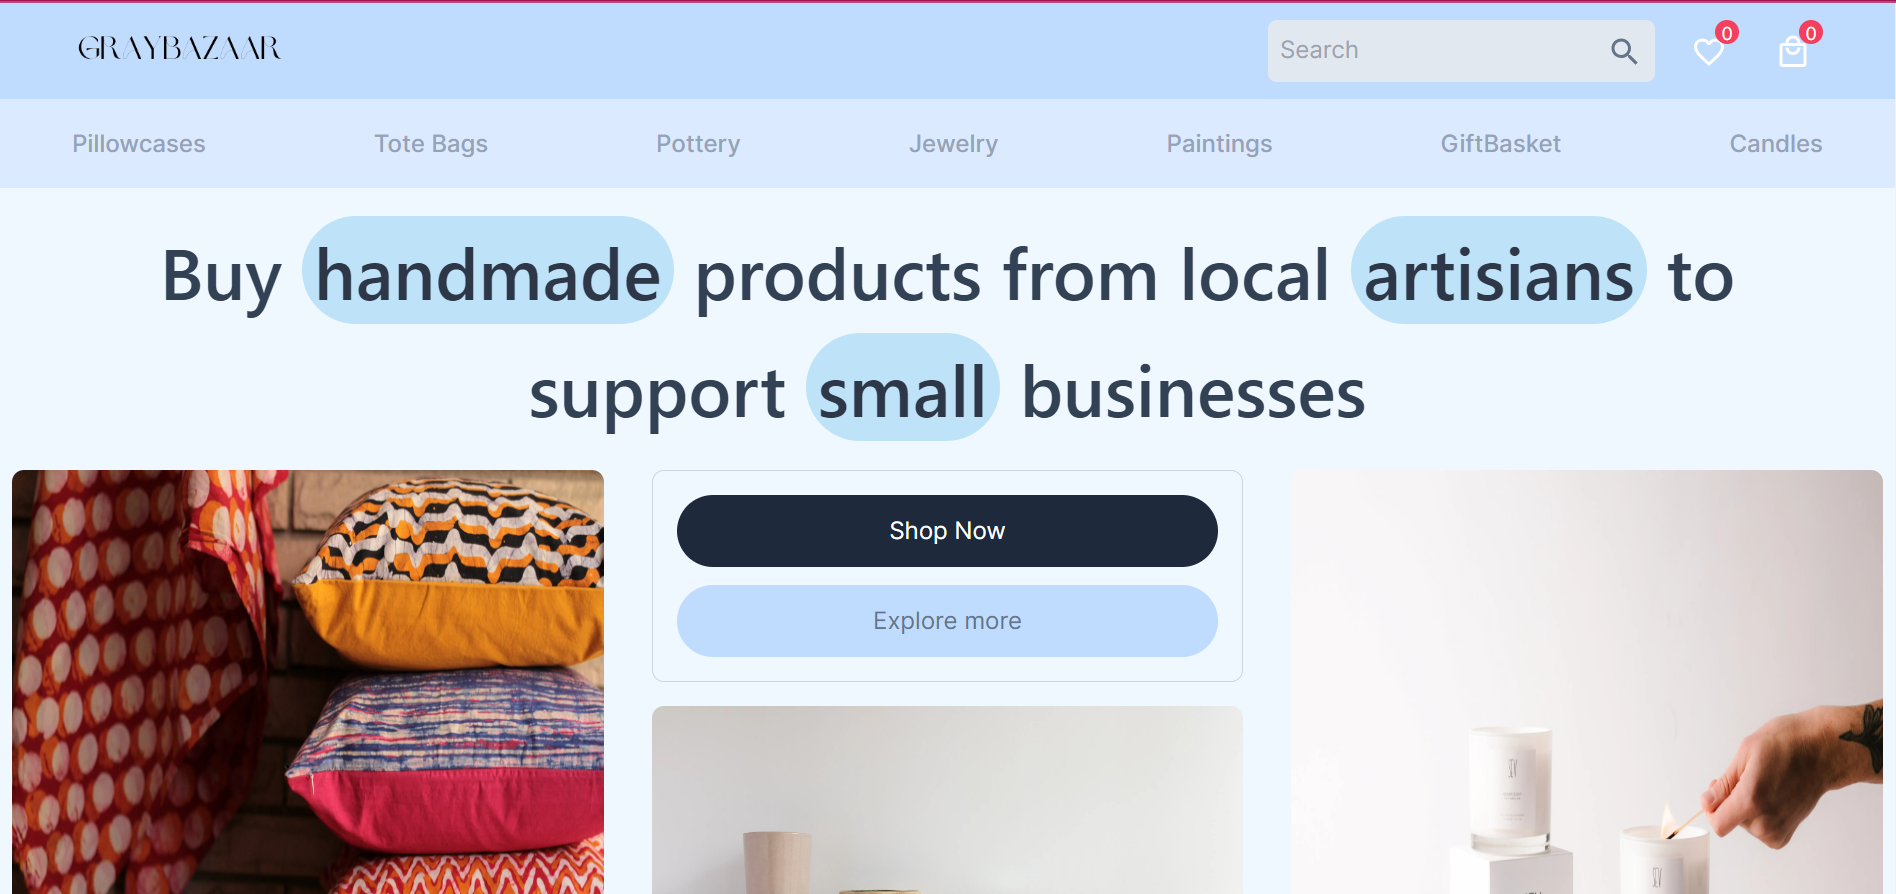 GRAYBAZAAR
Search
0
0
Pillowcases
Tote Bags
Pottery
Jewelry
Paintings
GiftBasket
Candles
Buy handmade products from local artisians to
support small businesses
Shop Now
Explore more